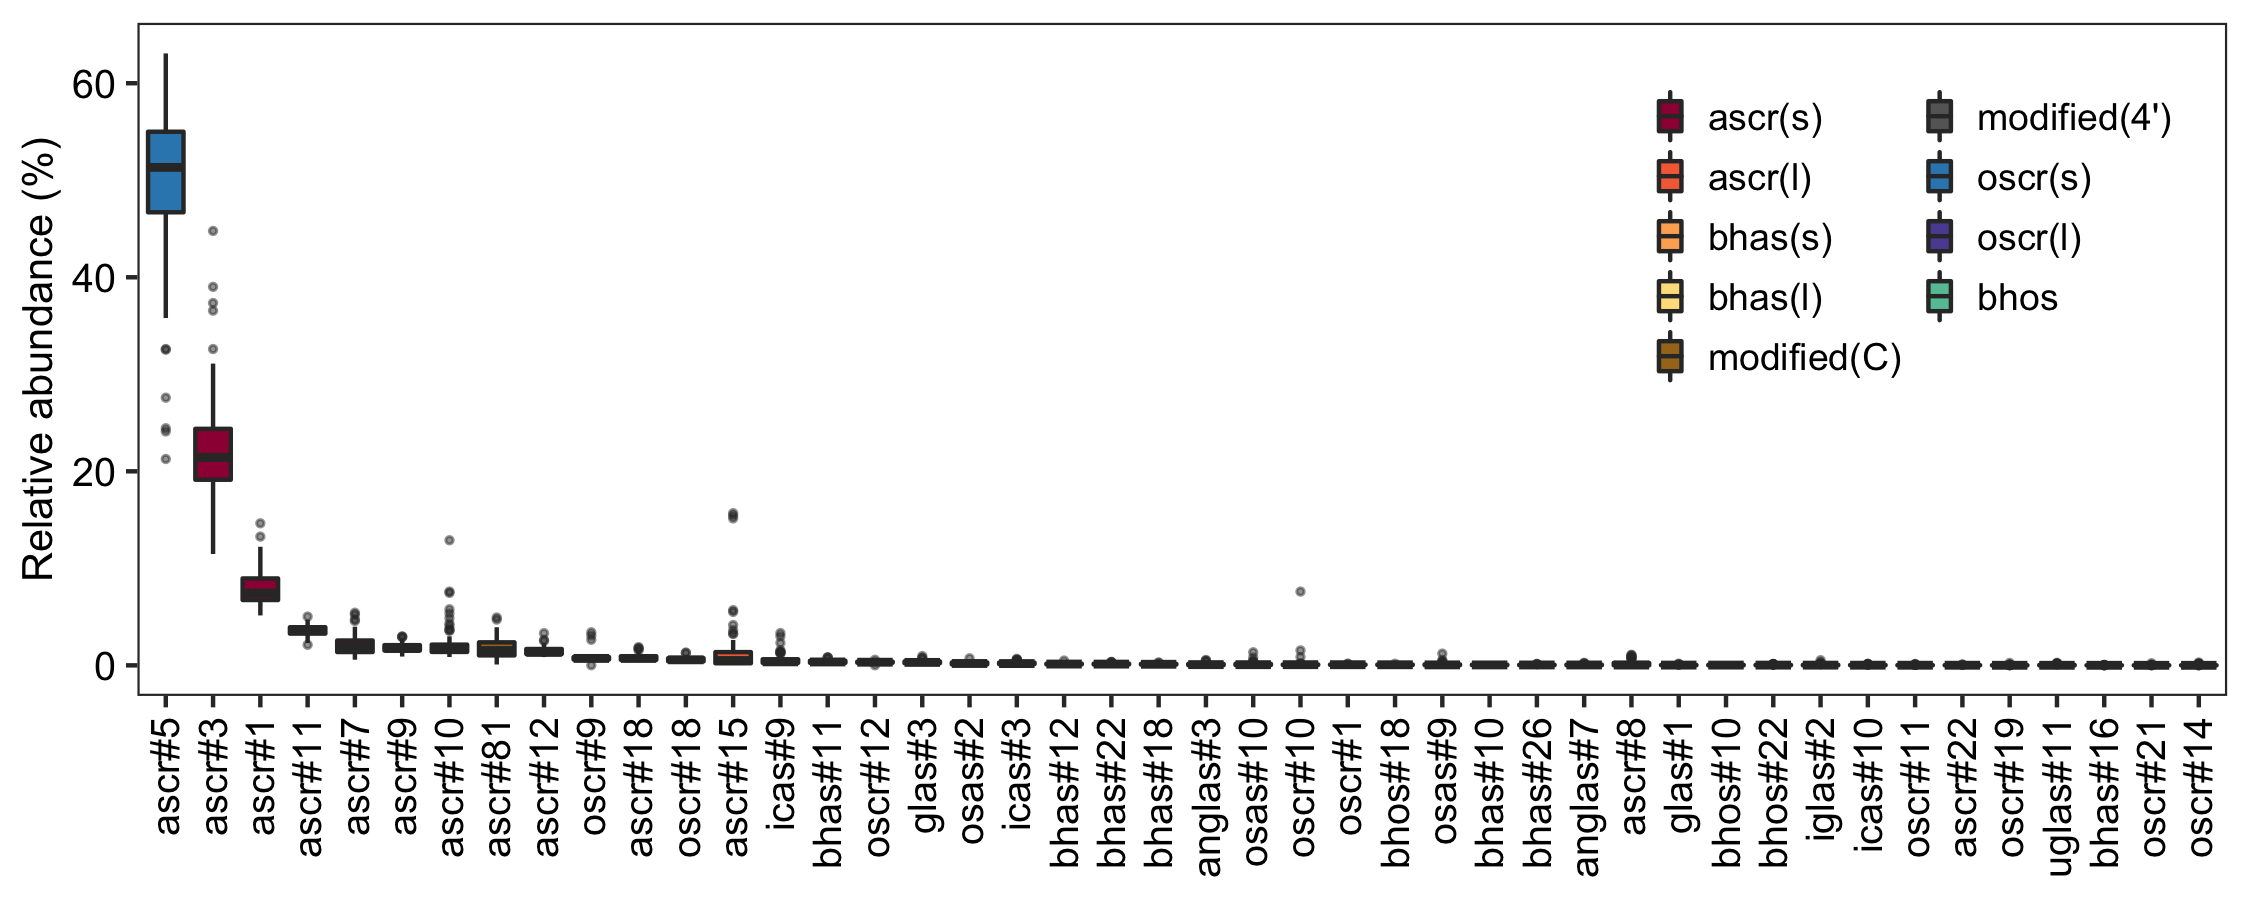 Relative abundance (%)
60
40
20
0
ascr(s)
ascr(l)
bhas(s)
bhas(l)
modified(C)
modified(4')
oscr(s)
oscr(l)
bhos
ascr#5
ascr#3
ascr#1
ascr#11
ascr#7
ascr#9
ascr#10
ascr#81
ascr#12
oscr#9
ascr#18
oscr#18
ascr#15
icas#9
bhas#11
oscr#12
glas#3
osas#2
icas#3
bhas#12
bhas#22
bhas#18
anglas#3
osas#10
oscr#10
oscr#1
bhos#18
osas#9
bhas#10
bhas#26
anglas#7
ascr#8
glas#1
bhos#10
bhos#22
iglas#2
icas#10
oscr#11
ascr#22
oscr#19
uglas#11
bhas#16
oscr#21
oscr#14